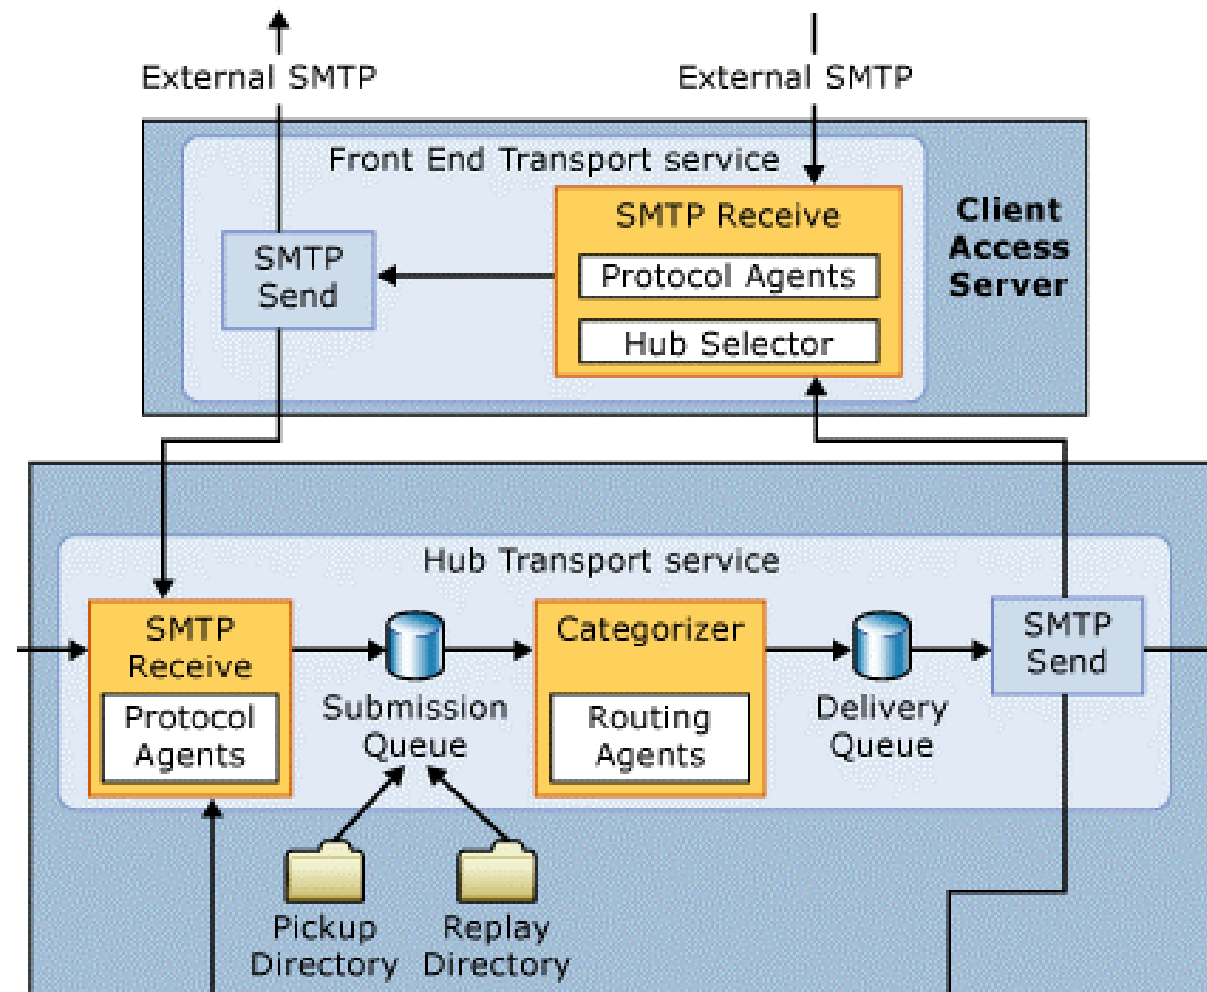 External SMTP
External SMTP
Front End Transport service
SMTP Receive
Protocol Agents
Hub Selector
SMTP
Send
Client
Access
Server
Hub Transport service
SMTP
Receive
Protocol
Agents
Submission
Queue
Categorizer
Routing
Agents
Delivery
Queue
SMTP
Send
Pickup
Directory
Replay
Directory